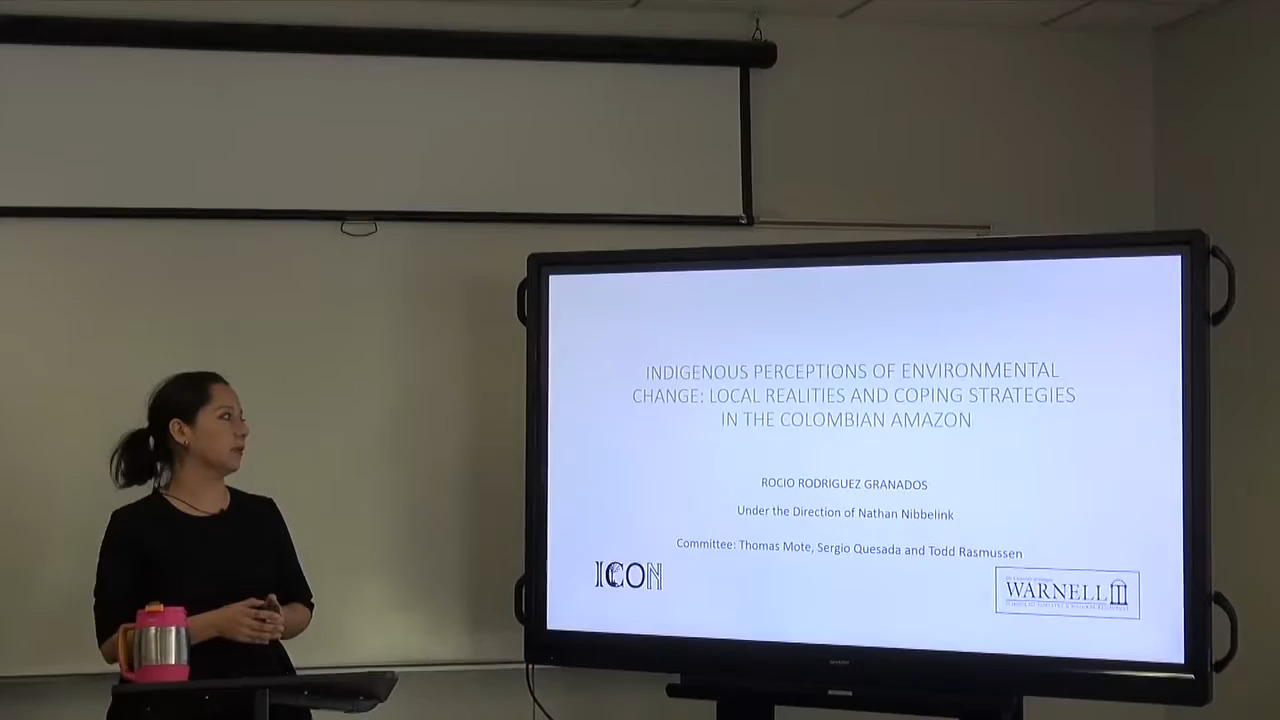 INDIGENOUS PERCEPTIONS OF ENVIRONMENTAL
CHANGE: LOCAL REALITIES AND COPING STRATEGIES
IN THE COLOMBIAN AMAZON
ROCIO RODRIGUEZ GRANADOS
Under the Direction of Nathan Nibbelink
Committee: Thomas Mote, Sergio Quesada and Todd Rasmussen
ICON
WARNELL
SHARP